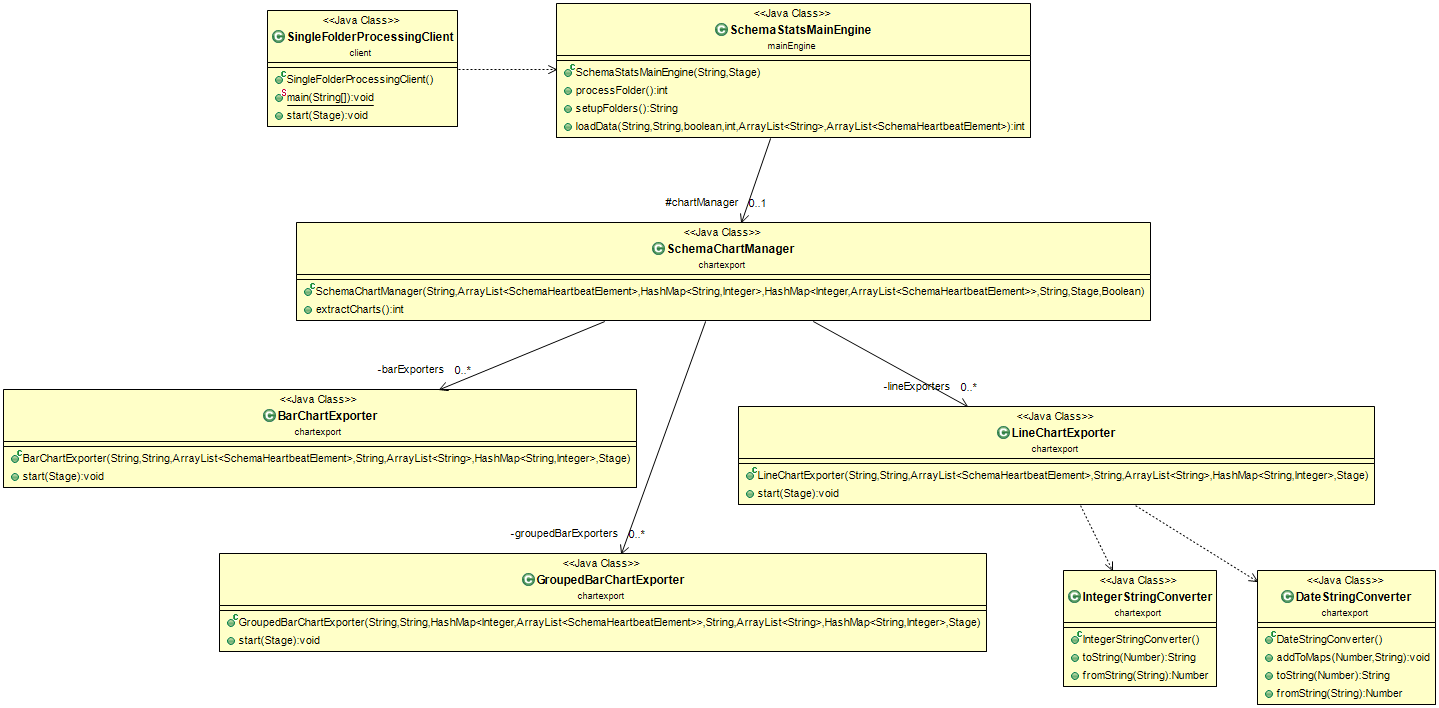 <<Java Class>>
SingleFolderProcessingClient
client
SingleFolderProcessingClient()
main(String[]):void
start(Stage):void
<<Java Class>>
SchemaStatsMainEngine
mainEngine
SchemaStatsMainEngine(String,Stage)
processFolder():int
setupFolders():String
loadData(String,String,boolean,int,ArrayList<String>,ArrayList<SchemaHeartbeatElement>):int
#chartManager 0..1
<<Java Class>>
SchemaChartManager
chartexport
SchemaChartManager(String,ArrayList<SchemaHeartbeatElement>,HashMap<String,Integer>,HashMap<Integer,ArrayList<SchemaHeartbeatElement>>,String,Stage,Boolean)
extractCharts():int
-barExporters 0..*
<<Java Class>>
BarChartExporter
chartexport
BarChartExporter(String,String,ArrayList<SchemaHeartbeatElement>,String,ArrayList<String>,HashMap<String,Integer>,Stage)
start(Stage):void
-lineExporters 0..*
<<Java Class>>
LineChartExporter
chartexport
LineChartExporter(String,String,ArrayList<SchemaHeartbeatElement>,String,ArrayList<String>,HashMap<String,Integer>,Stage)
start(Stage):void
-groupedBarExporters 0..*
<<Java Class>>
GroupedBarChartExporter
chartexport
GroupedBarChartExporter(String,String,HashMap<Integer,ArrayList<SchemaHeartbeatElement>>,String,ArrayList<String>,HashMap<String,Integer>,Stage)
start(Stage):void
<<Java Class>>
IntegerStringConverter
chartexport
IntegerStringConverter()
toString(Number):String
fromString(String):Number
<<Java Class>>
DateStringConverter
chartexport
DateStringConverter()
addToMaps(Number,String):void
toString(Number):String
fromString(String):Number